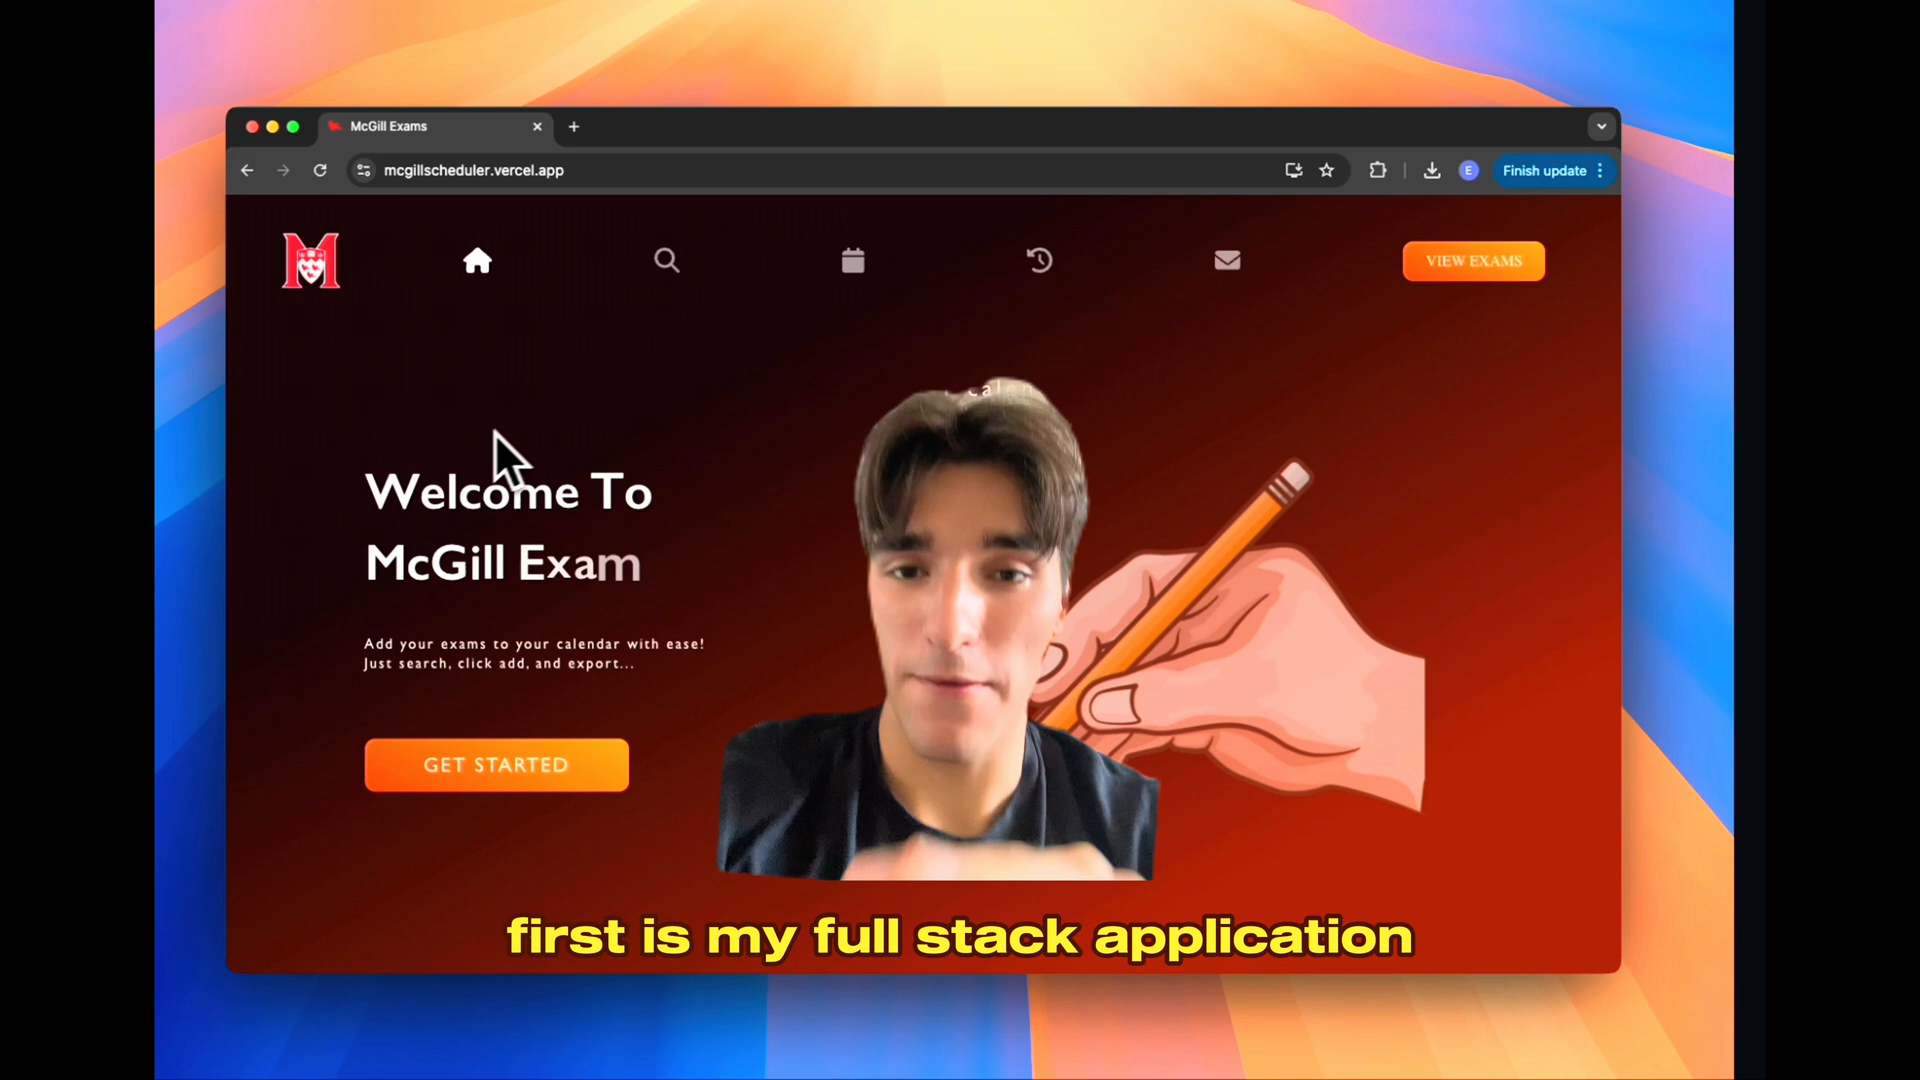 McGill Exams
mcgillscheduler.vercel.app
E
Finish update
M
VIEW EXAMS
calen
Welcome To
McGill Exam
Add your exams to your calendar with ease!
Just search, click add, and export...
GET STARTED
first is my full stack application